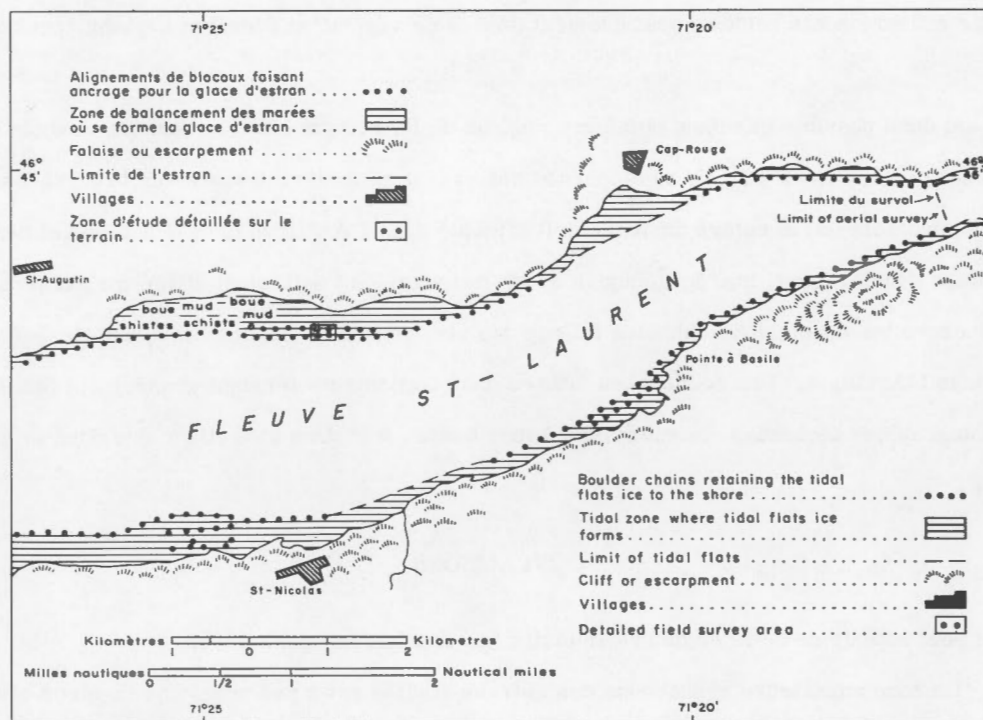 71°25
71°20
Alignements de blocaux faisant
ancrage pour la glace d'estran
Zone de balancement des marées
ou se forme la glace d'estran
Falaise ou escarpement
Limite de l'estran
Villages
Zone d'étude détaillée sur le
terrain
46°
45'
Cap-Rouge
46°
45'
Limite du survol
Limit of aerial survey
St-Augustin
boue mud boue
mud
shistes schists
FLEUVE ST-LAURENT
Pointe à Basile
St-Nicolas
Boulder chains retaining the tidal
flats ice to the shore
Tidal zone where tidal flats ice
forms
Limit of tidal flats
Cliff or escarpment
Villages
Detailed field survey area
Kilomètres 1 0 1 2 Kilometres
Milles nautiques 0 1/2 1 2 Nautical miles
71°25
71°20'